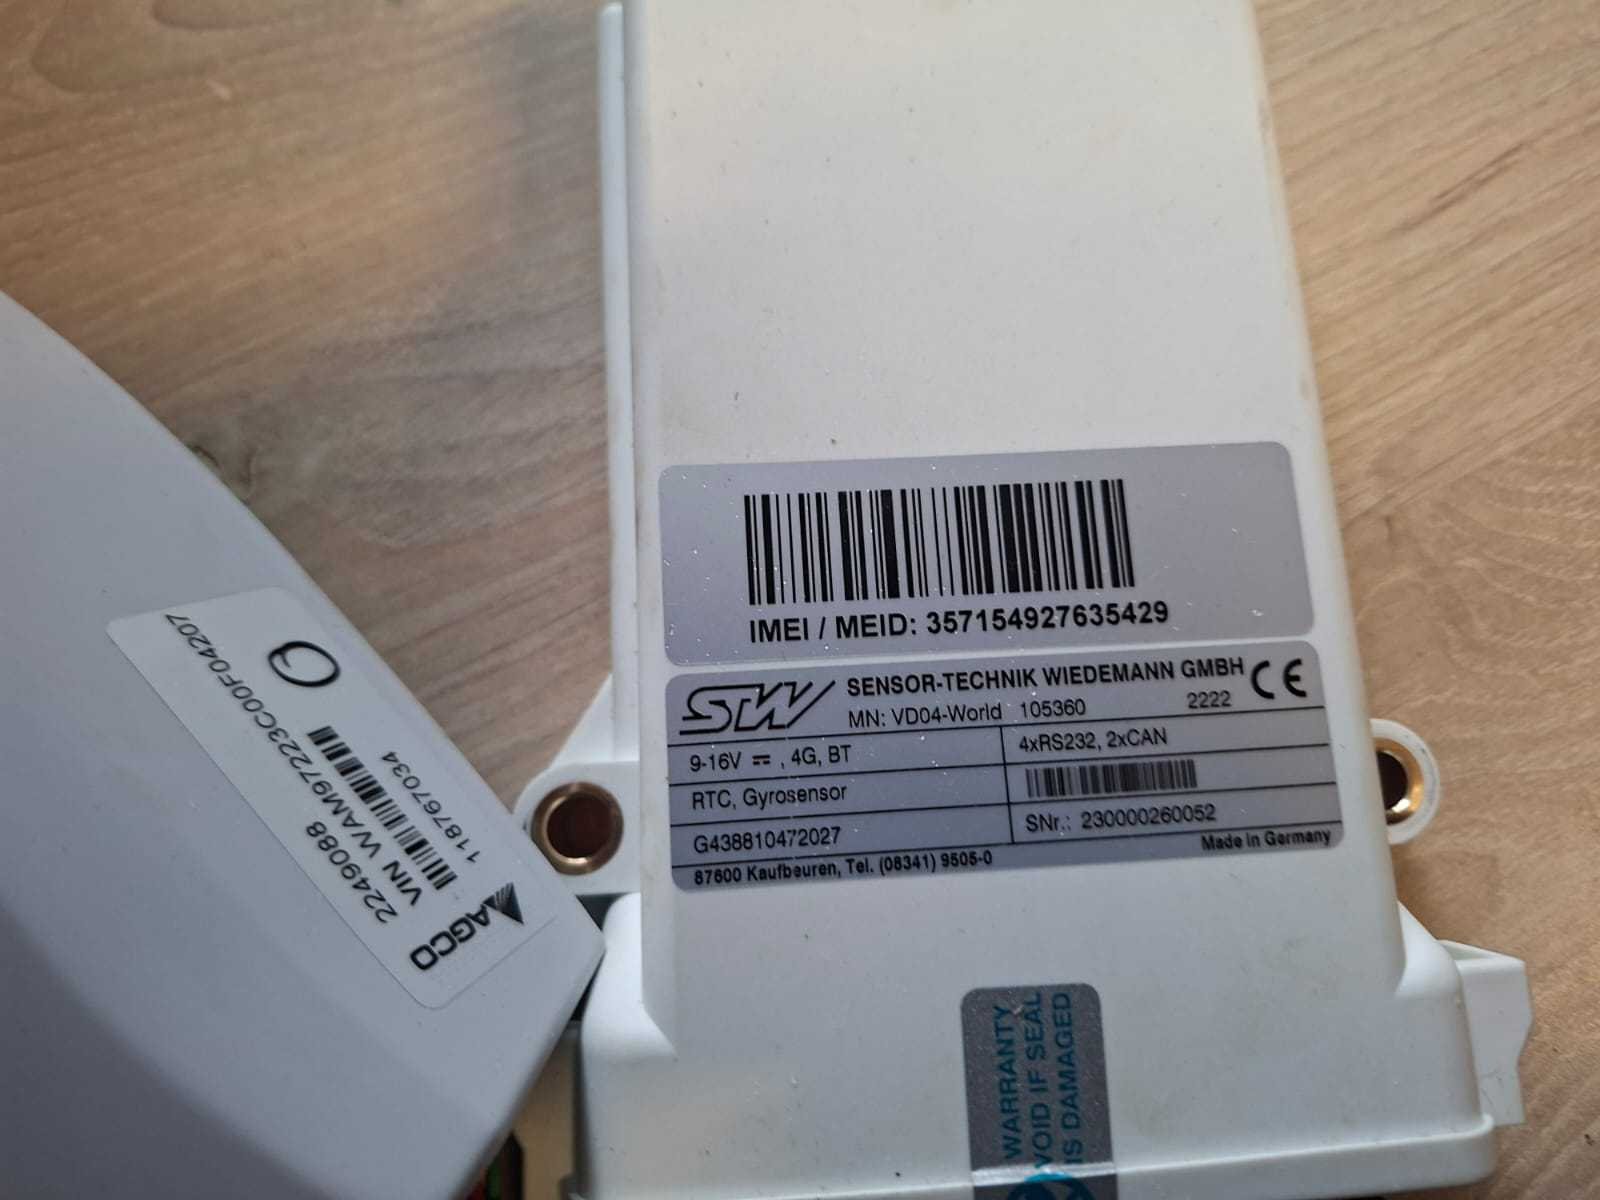 IMEI / MEID: 357154927635429
STW SENSOR-TECHNIK WIEDEMANN GMBH CE
MN: VD04-World 105360 2222
9-16V ⎓ , 4G, BT
4xRS232, 2xCAN
RTC, Gyrosensor
G438810472027
SNr.: 230000260052
87600 Kaufbeuren, Tel. (08341) 9505-0 Made in Germany
WARRANTY
VOID IF SEAL
IS DAMAGED
AGCO
22449088
VIN WAM97223C00F04207
118767034